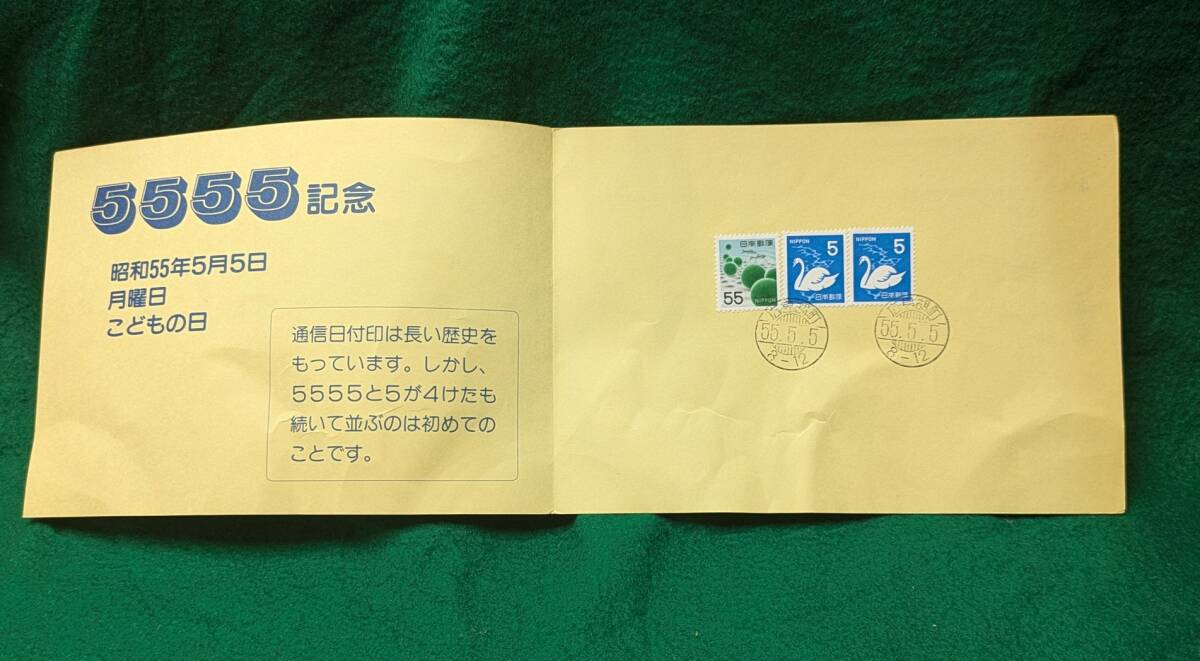 5555記念
昭和55年5月5日
月曜日
こどもの日
通信日付印は長い歴史を
もっています。しかし、
5555と5が4けたも
続いて並ぶのは初めての
ことです。
日本郵便
55
NIPPON
NIPPON
5
日本郵便
NIPPON
5
日本郵便
55.5.5
8-12
55.5.5
8-12